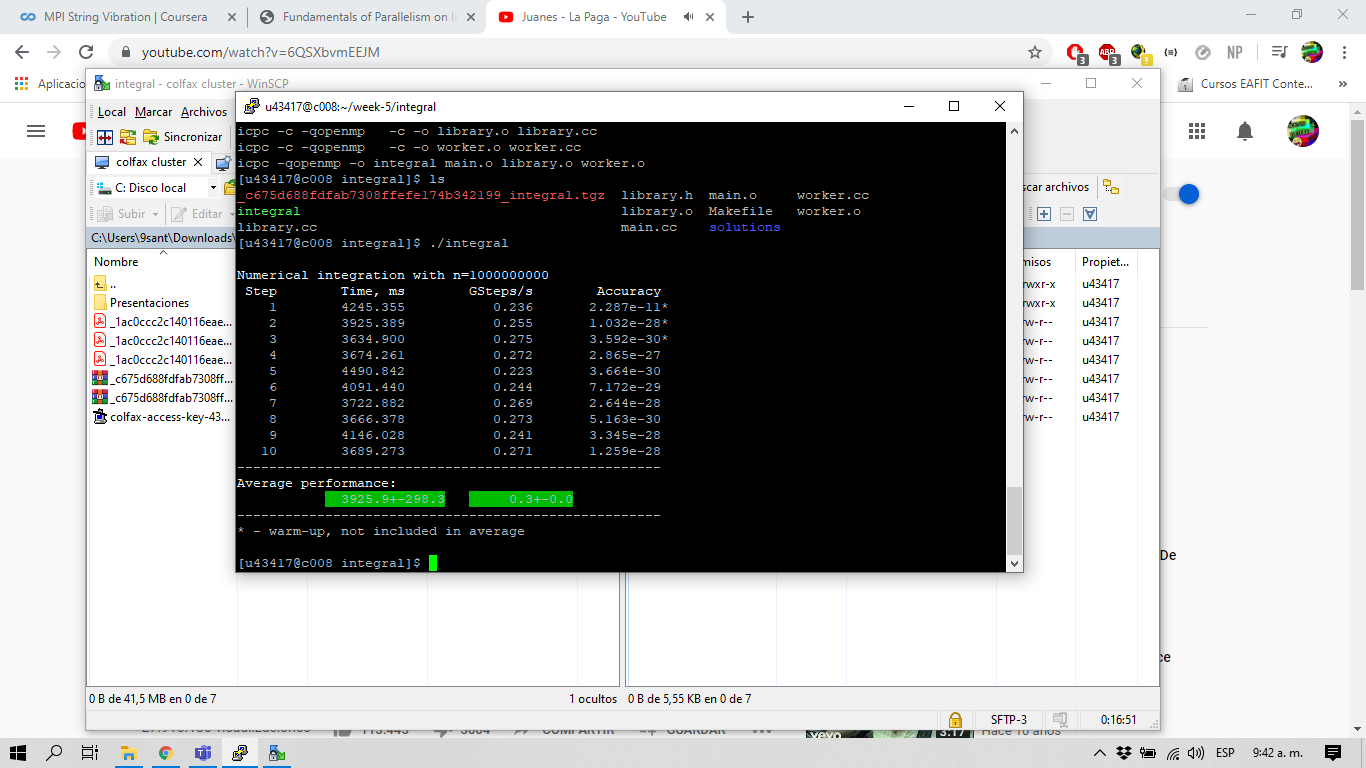 MPI String Vibration | Coursera
Fundamentals of Parallelism on I
Juanes - La Paga - YouTube
youtube.com/watch?v=6QSXbvmEEJM
ABP
3
3
NP
Aplicacio
Cursos EAFIT Conte...
»
integral - colfax cluster - WinSCP
Local Marcar Archivos
Sincronizar
colfax cluster
C: Disco local
scar archivos
Subir
Editar
C:\Users\9sant\Downloads\
Nombre
..
Presentaciones
_1ac0ccc2c140116eae...
_1ac0ccc2c140116eae...
_1ac0ccc2c140116eae...
_c675d688fdfab7308ff...
_c675d688fdfab7308ff...
colfax-access-key-43...
misos Propiet...
rwxr-x u43417
rwxr-x u43417
rw-r-- u43417
rw-r-- u43417
rw-r-- u43417
rw-r-- u43417
rw-r-- u43417
rw-r-- u43417
u43417@c008:~/week-5/integral
icpc -c -qopenmp   -c -o library.o library.cc
icpc -c -qopenmp   -c -o worker.o worker.cc
icpc -qopenmp -o integral main.o library.o worker.o
[u43417@c008 integral]$ ls
_c675d688fdfab7308ffefe174b342199_integral.tgz  library.h  main.o     worker.cc
integral                                        library.o  Makefile   worker.o
library.cc                                      main.cc    solutions
[u43417@c008 integral]$ ./integral
Numerical integration with n=1000000000
Step        Time, ms        GSteps/s        Accuracy
1        4245.355           0.236       2.287e-11*
2        3925.389           0.255       1.032e-28*
3        3634.900           0.275       3.592e-30*
4        3674.261           0.272       2.865e-27
5        4490.842           0.223       3.664e-30
6        4091.440           0.244       7.172e-29
7        3722.882           0.269       2.644e-28
8        3666.378           0.273       5.163e-30
9        4146.028           0.241       3.345e-28
10        3689.273           0.271       1.259e-28
-----------------------------------------------------
Average performance:
3925.9+-298.3        0.3+-0.0
-----------------------------------------------------
* - warm-up, not included in average
[u43417@c008 integral]$
De
ce
0 B de 41,5 MB en 0 de 7
1 ocultos
0 B de 5,55 KB en 0 de 7
SFTP-3
0:16:51
vevo
3:17
Hace 10 años
ESP
9:42 a. m.